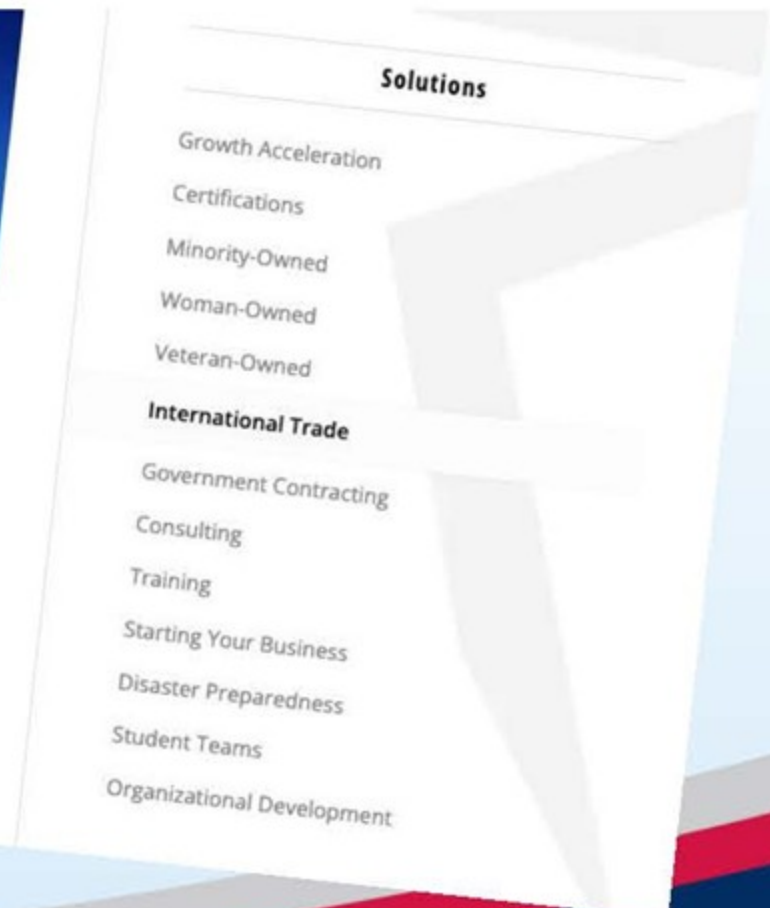 Solutions
Growth Acceleration
Certifications
Minority-Owned
Woman-Owned
Veteran-Owned
International Trade
Government Contracting
Consulting
Training
Starting Your Business
Disaster Preparedness
Student Teams
Organizational Development